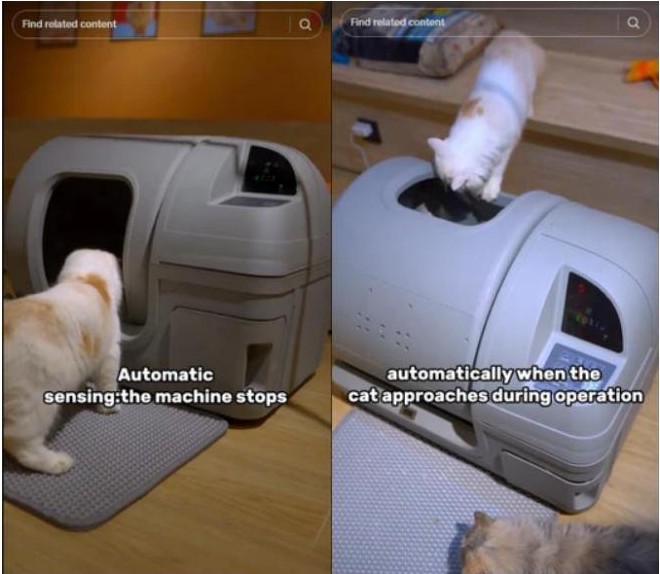 Find related content
Automatic
sensing:the machine stops
Find related content
automatically when the
cat approaches during operation